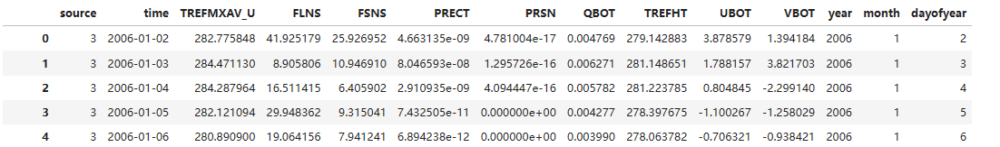 source time TREFMXAV_U FLNS FSNS PRECT PRSN QBOT TREFHT UBOT VBOT year month dayofyear
0 3 2006-01-02 282.775848 41.925179 25.926952 4.663135e-09 4.781004e-17 0.004769 279.142883 3.878579 1.394184 2006 1 2
1 3 2006-01-03 284.471130 8.905806 10.946910 8.046593e-08 1.295726e-16 0.006271 281.148651 1.788157 3.821703 2006 1 3
2 3 2006-01-04 284.287964 16.511415 6.405902 2.910935e-09 4.094447e-16 0.005782 281.223785 0.804845 -2.299140 2006 1 4
3 3 2006-01-05 282.121094 29.948362 9.315041 7.432505e-11 0.000000e+00 0.004277 278.397675 -1.100267 -1.258029 2006 1 5
4 3 2006-01-06 280.890900 19.064156 7.941241 6.894238e-12 0.000000e+00 0.003990 278.063782 -0.706321 -0.938421 2006 1 6